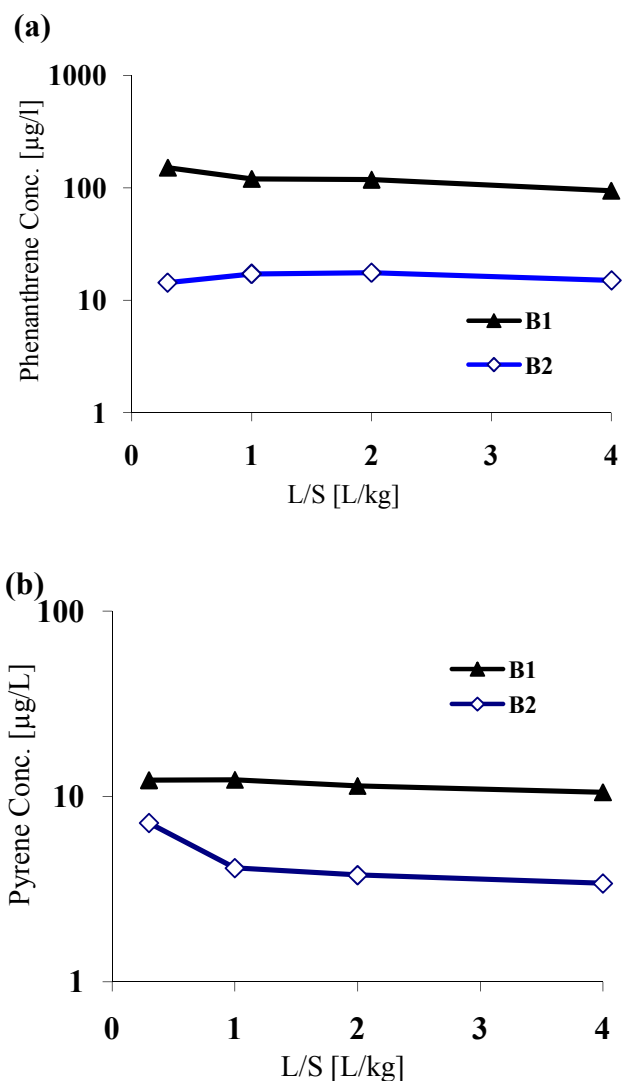 (a)
1000
100
10
1
Phenanthrene Conc. [µg/l]
B1
B2
0 1 2 3 4
L/S [L/kg]
(b)
100
10
1
Pyrene Conc. [µg/L]
B1
B2
0 1 2 3 4
L/S [L/kg]